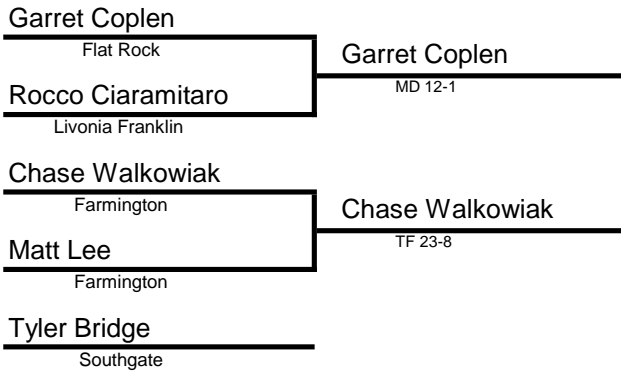 Garret Coplen
Flat Rock
Garret Coplen
MD 12-1
Rocco Ciaramitaro
Livonia Franklin
Chase Walkowiak
Farmington
Chase Walkowiak
TF 23-8
Matt Lee
Farmington
Tyler Bridge
Southgate